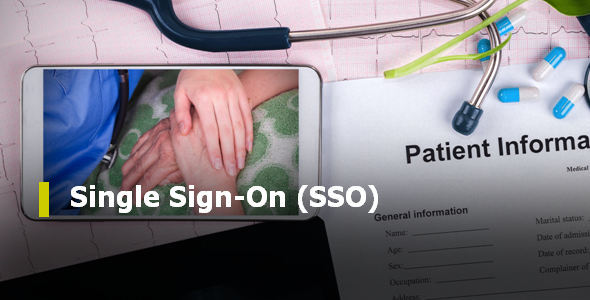 Patient Informa
Medical
Single Sign-On (SSO)
General information
Name:
Age:
Sex:
Occupation:
Marital status:
Date of admis
Date of record:
Complainer of